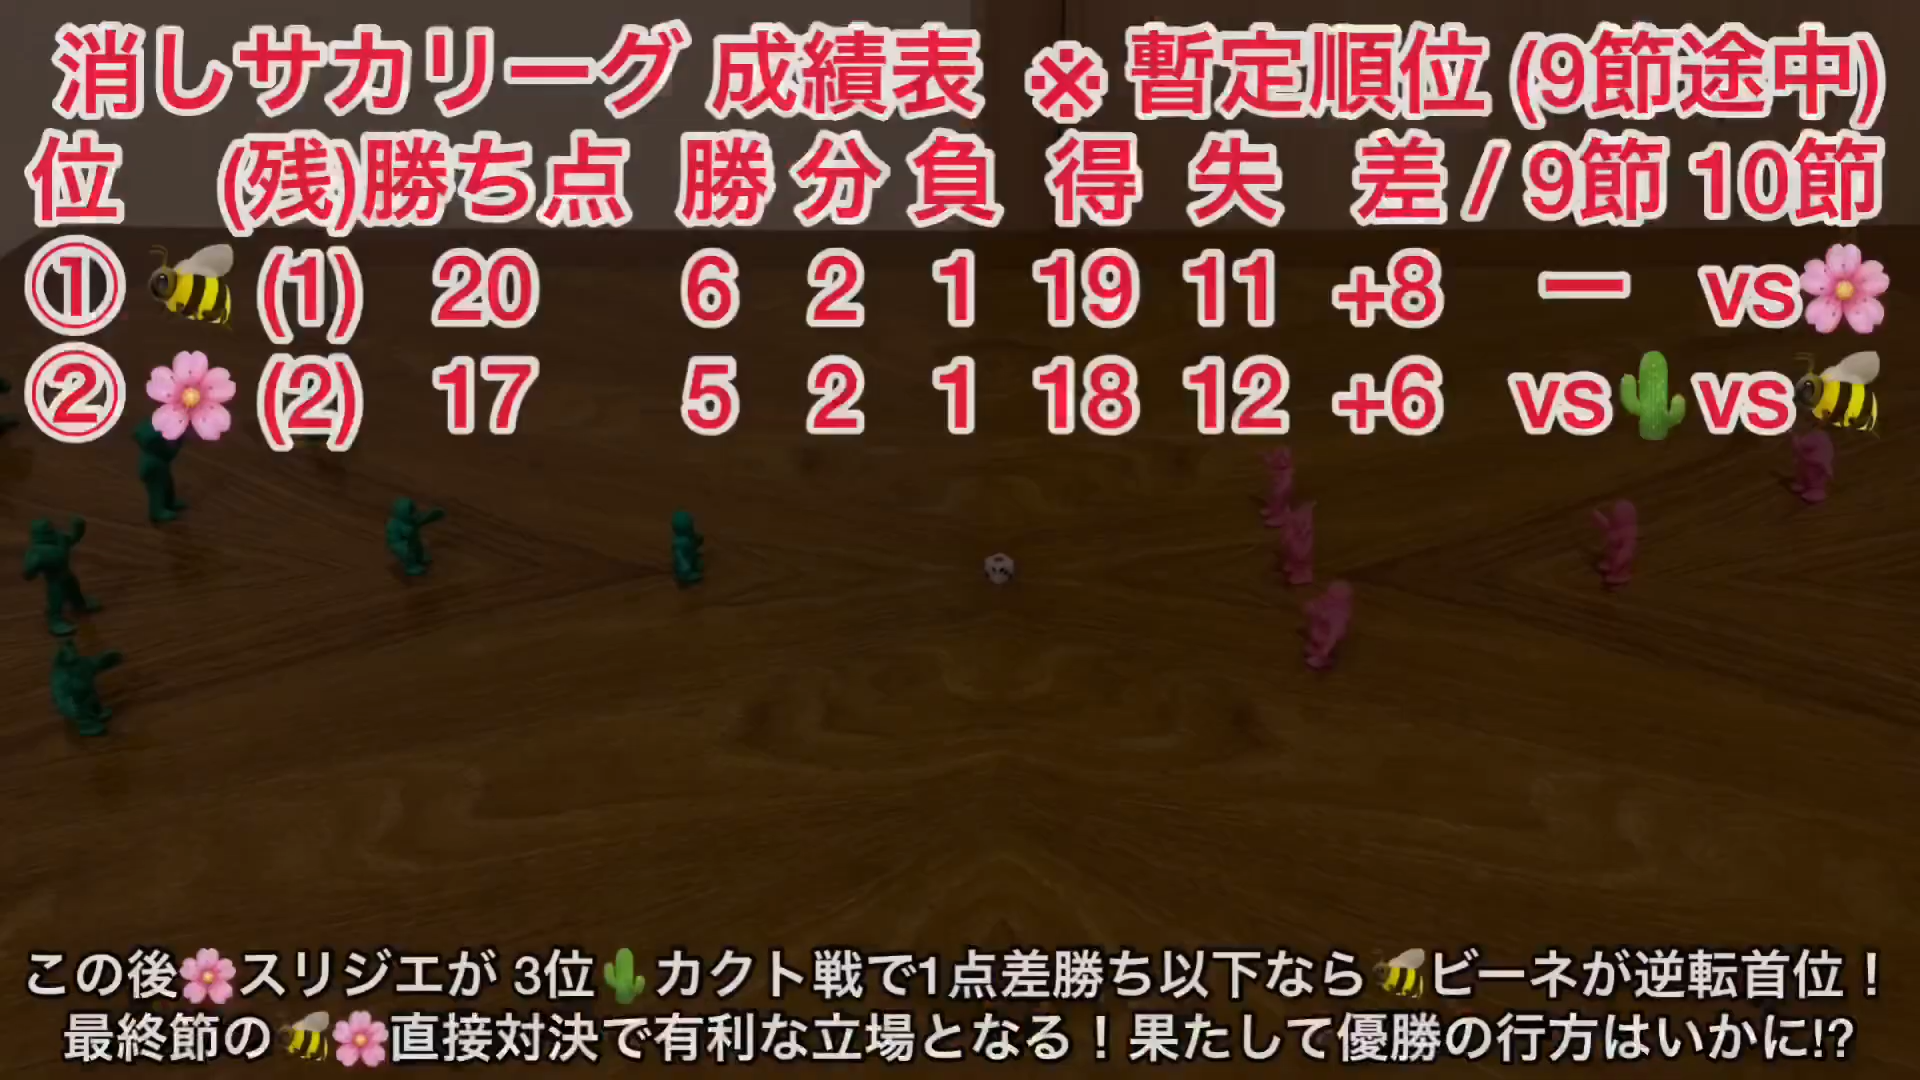 消しサカリーグ 成績表 ※ 暫定順位 (9節途中)
位 (残)勝ち点 勝 分 負 得 失 差 / 9節 10節
① 🐝 (1) 20 6 2 1 19 11 +8 ー vs🌸
② 🌸 (2) 17 5 2 1 18 12 +6 vs🌵 vs🐝
この後🌸スリジエが 3位🌵カクト戦で1点差勝ち以下なら🐝ビーネが逆転首位！
最終節の🐝🌸直接対決で有利な立場となる！果たして優勝の行方はいかに!?